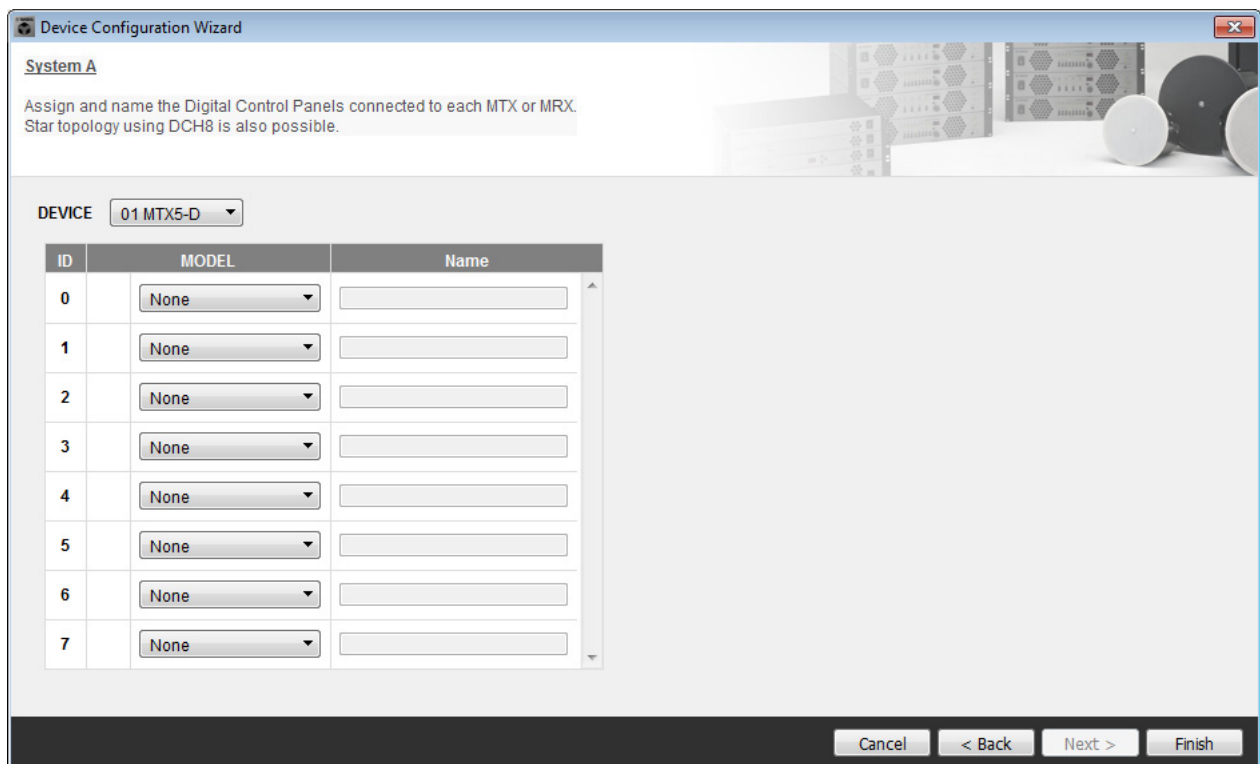 Device Configuration Wizard
System A
Assign and name the Digital Control Panels connected to each MTX or MRX.
Star topology using DCH8 is also possible.
DEVICE 01 MTX5-D
ID MODEL Name
0 None
1 None
2 None
3 None
4 None
5 None
6 None
7 None
Cancel < Back Next > Finish